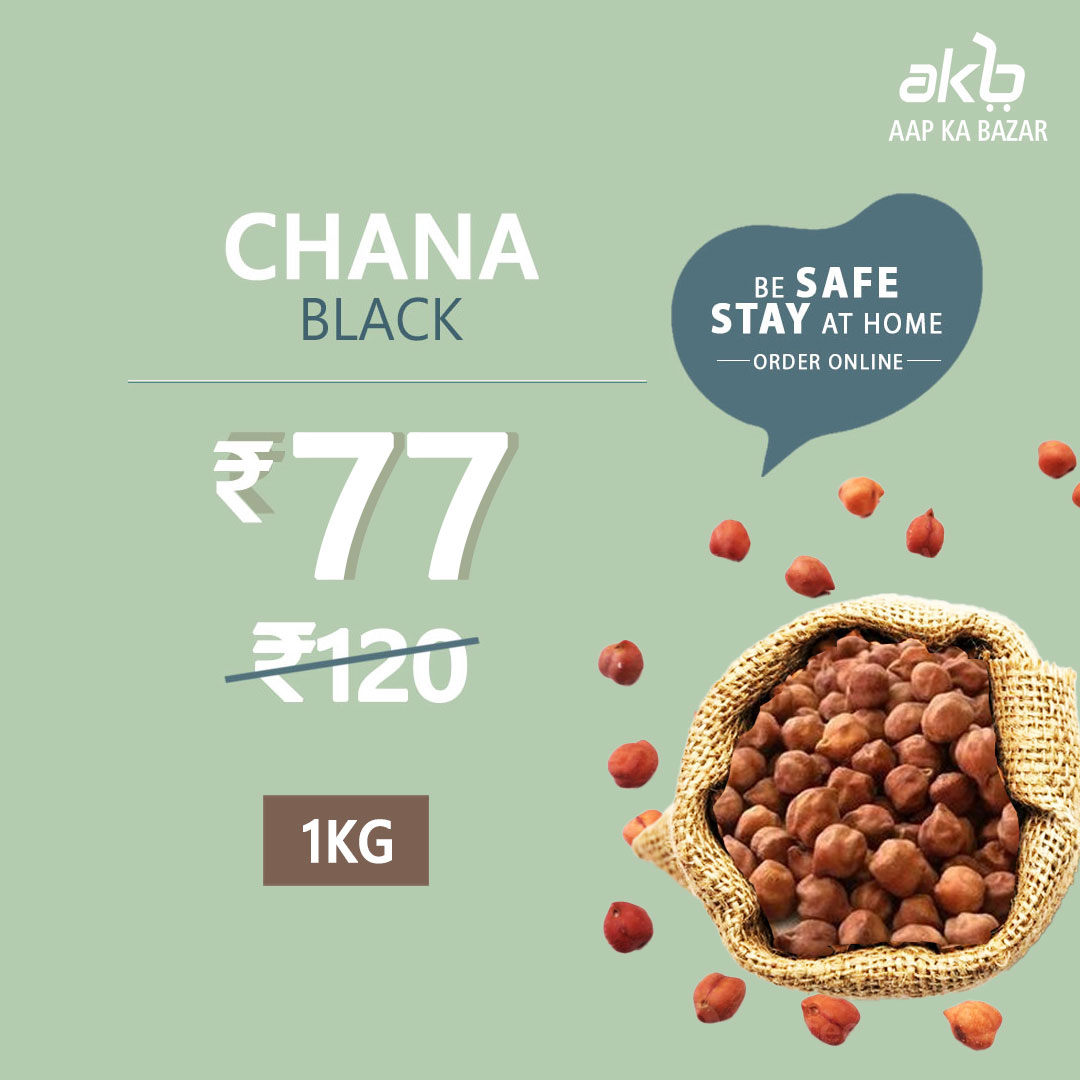 akb
AAP KA BAZAR
CHANA
BLACK
BE SAFE
STAY AT HOME
ORDER ONLINE
₹77
₹120
1KG